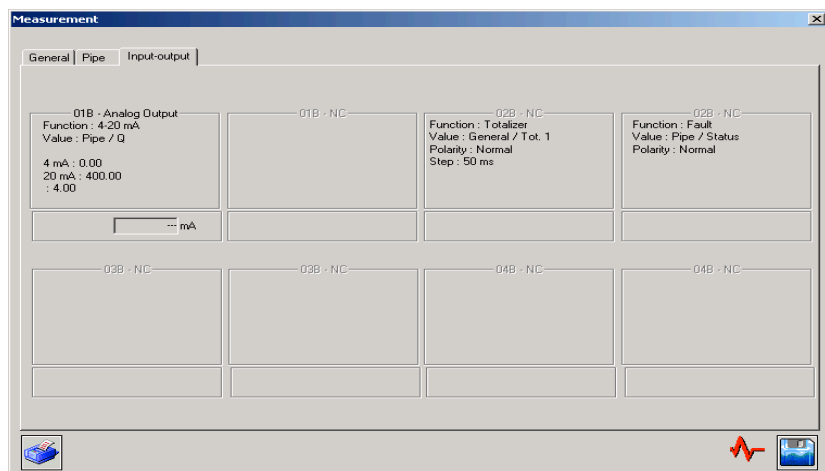 Measurement
General Pipe Input-output
01B - Analog Output
Function : 4-20 mA
Value : Pipe / Q
4 mA : 0.00
20 mA : 400.00
: 4.00
--- mA
01B - NC
02B - NC
Function : Totalizer
Value : General / Tot. 1
Polarity : Normal
Step : 50 ms
02B - NC
Function : Fault
Value : Pipe / Status
Polarity : Normal
03B - NC
03B - NC
04B - NC
04B - NC